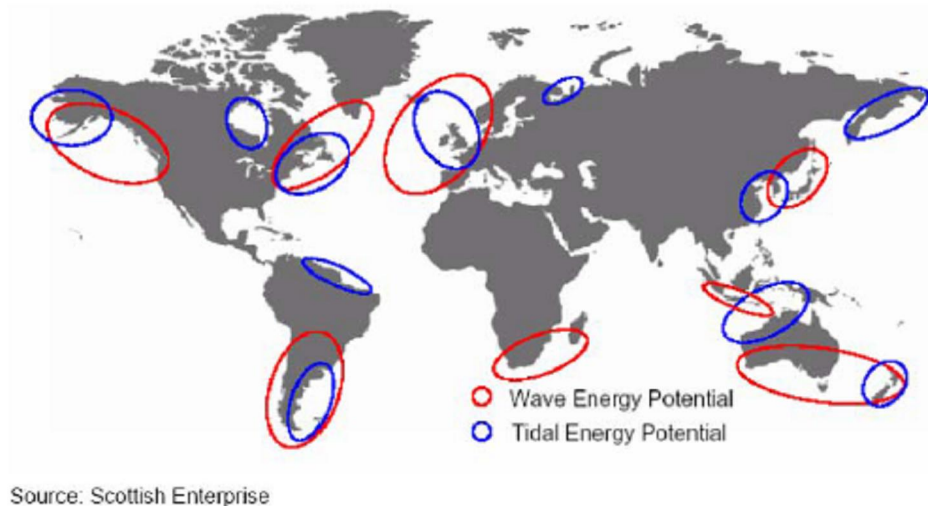 Wave Energy Potential
Tidal Energy Potential
Source: Scottish Enterprise